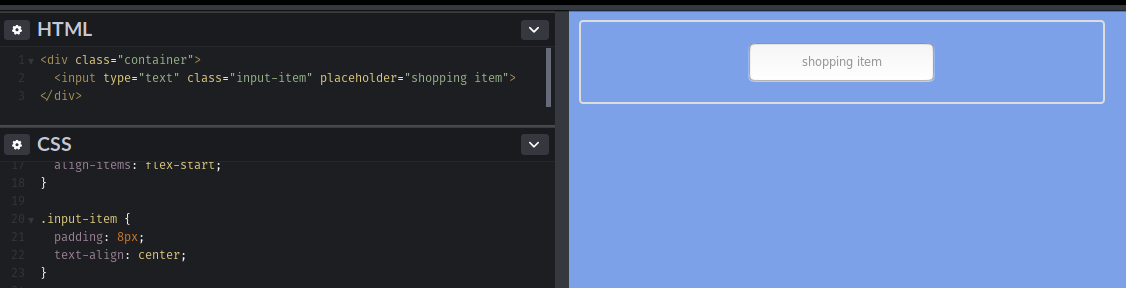 HTML
1 <div class="container">
2 <input type="text" class="input-item" placeholder="shopping item">
3 </div>
CSS
17 align-items: flex-start;
18 }
19
20 .input-item {
21 padding: 8px;
22 text-align: center;
23 }
shopping item